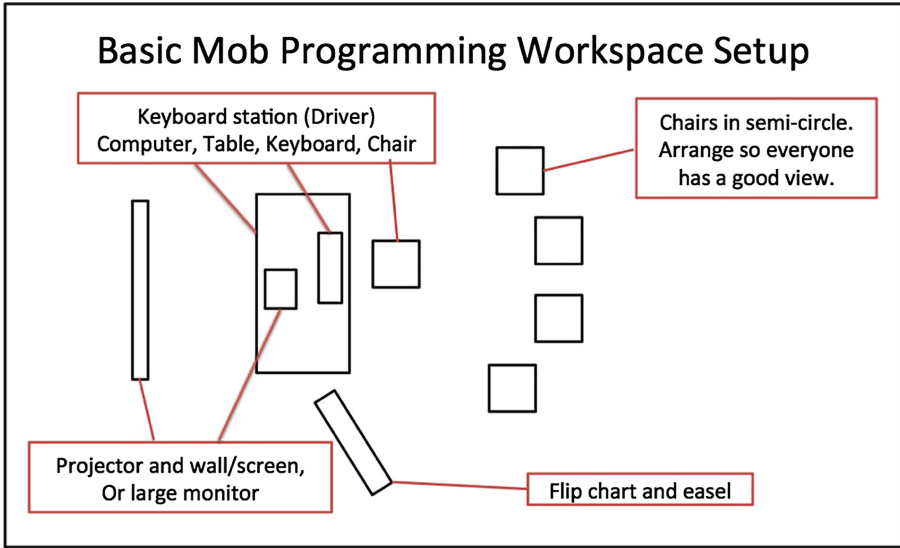 Basic Mob Programming Workspace Setup
Keyboard station (Driver)
Computer, Table, Keyboard, Chair
Chairs in semi-circle.
Arrange so everyone
has a good view.
Projector and wall/screen,
Or large monitor
Flip chart and easel